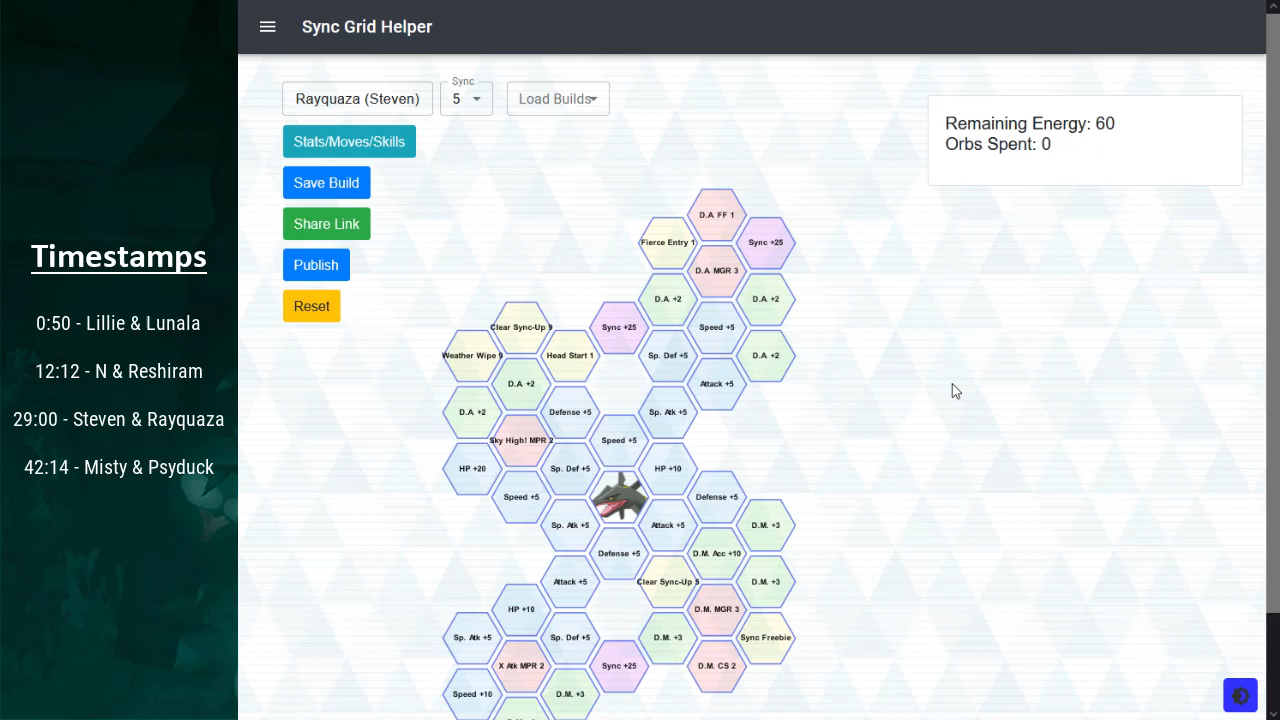 Sync Grid Helper
Timestamps
0:50 - Lillie & Lunala
12:12 - N & Reshiram
29:00 - Steven & Rayquaza
42:14 - Misty & Psyduck
Rayquaza (Steven)
Sync
5
Load Builds
Stats/Moves/Skills
Save Build
Share Link
Publish
Reset
Remaining Energy: 60
Orbs Spent: 0
D.A. FF 1
Fierce Entry 1
Sync +25
D.A. MGR 3
D.A. +2
D.A. +2
Clear Sync-Up 9
Sync +25
Speed +5
Weather Wipe 9
Head Start 1
Sp. Def +5
D.A. +2
D.A. +2
Attack +5
D.A. +2
Defense +5
Sp. Atk +5
Sky High! MPR 2
Speed +5
HP +20
Sp. Def +5
HP +10
Speed +5
Defense +5
Sp. Atk +5
Attack +5
D.M. +3
Defense +5
D.M. Acc +10
Attack +5
Clear Sync-Up 5
D.M. +3
HP +10
D.M. MGR 3
Sp. Atk +5
Sp. Def +5
D.M. +3
Sync Freebie
X Atk MPR 2
Sync +25
D.M. CS 2
Speed +10
D.M. +3